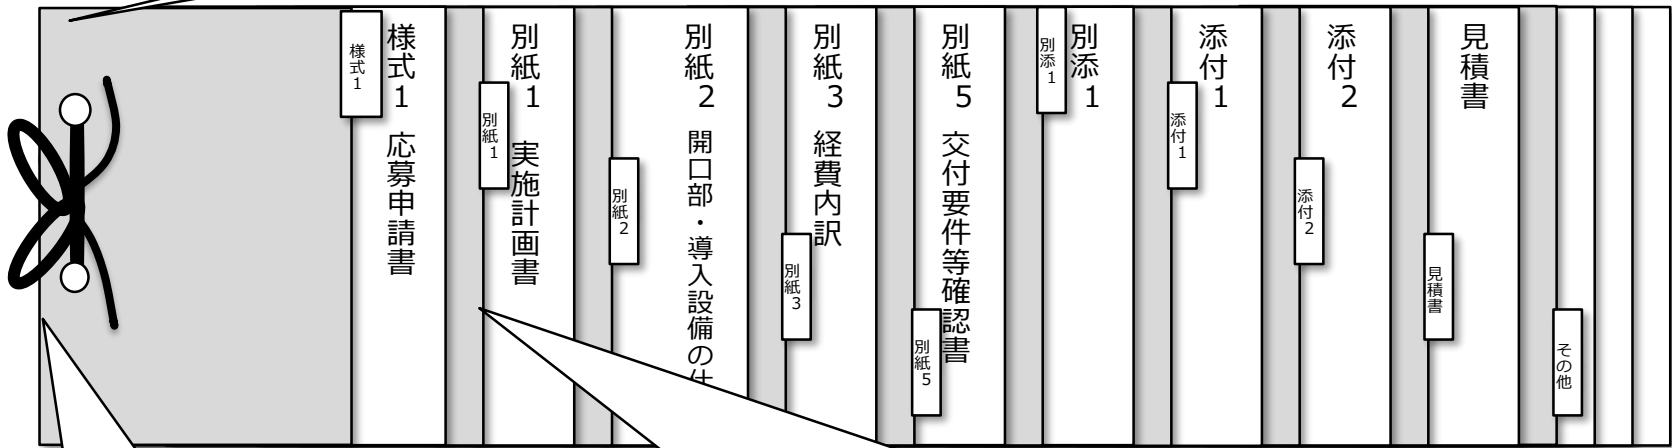 様式1
様式1 応募申請書
別紙1
別紙1 実施計画書
別紙2
別紙2 開口部・導入設備の
別紙3
別紙3 経費内訳
別紙5
別紙5 交付要件等確認書
別添1
別添1
添付1
添付1
添付2
添付2
見積書
見積書
その他